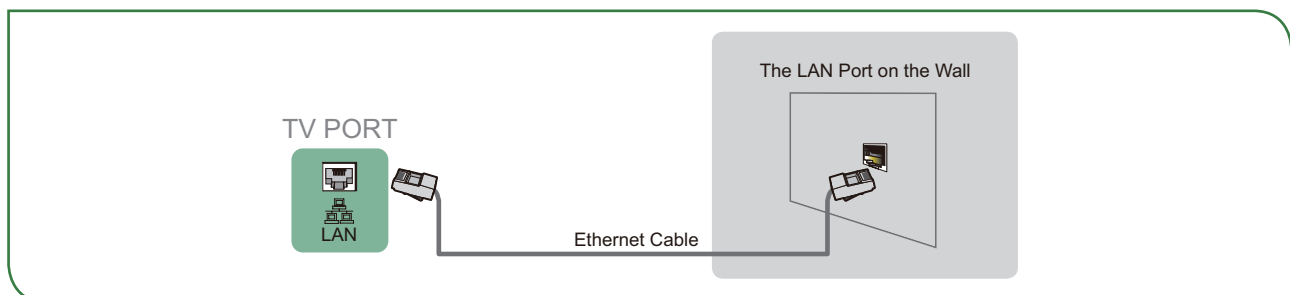 The LAN Port on the Wall
TV PORT
LAN
Ethernet Cable